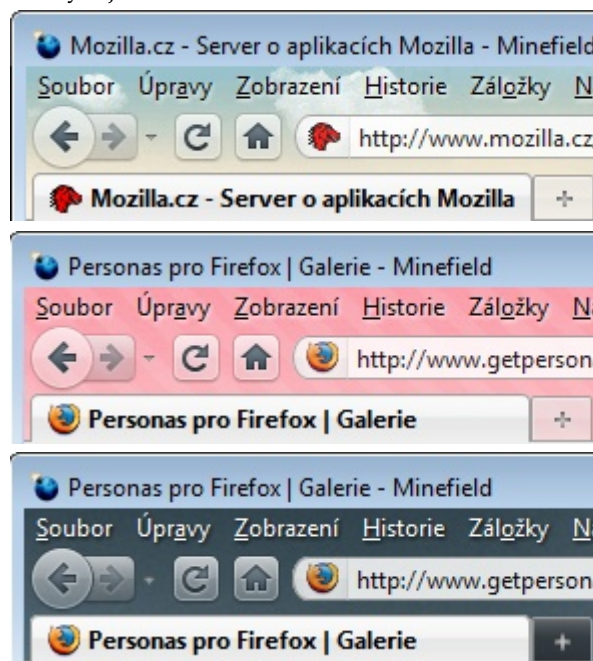 Mozilla.cz - Server o aplikacích Mozilla - Minefield
Soubor Úpravy Zobrazení Historie Záložky
http://www.mozilla.cz
Mozilla.cz - Server o aplikacích Mozilla
Personas pro Firefox | Galerie - Minefield
Soubor Úpravy Zobrazení Historie Záložky
http://www.getperson
Personas pro Firefox | Galerie
Personas pro Firefox | Galerie - Minefield
Soubor Úpravy Zobrazení Historie Záložky
http://www.getperson
Personas pro Firefox | Galerie